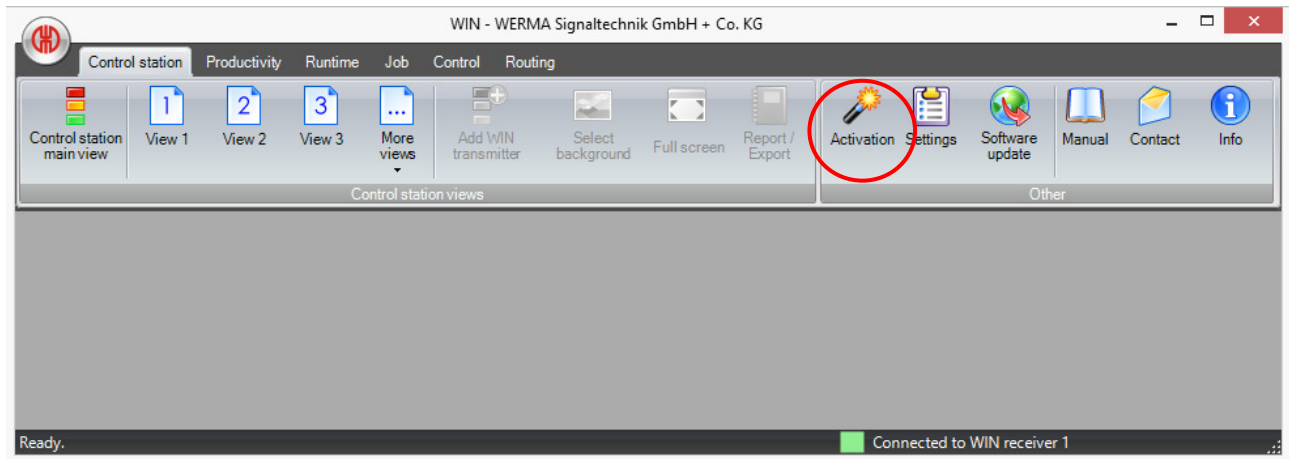 WIN - WERMA Signaltechnik GmbH + Co. KG
Control station Productivity Runtime Job Control Routing
Control station
main view
View 1
View 2
View 3
More
views
Add WIN
transmitter
Select
background
Full screen
Report /
Export
Activation
Settings
Software
update
Manual
Contact
Info
1
2
3
...
Control station views
Other
Ready.
Connected to WIN receiver 1